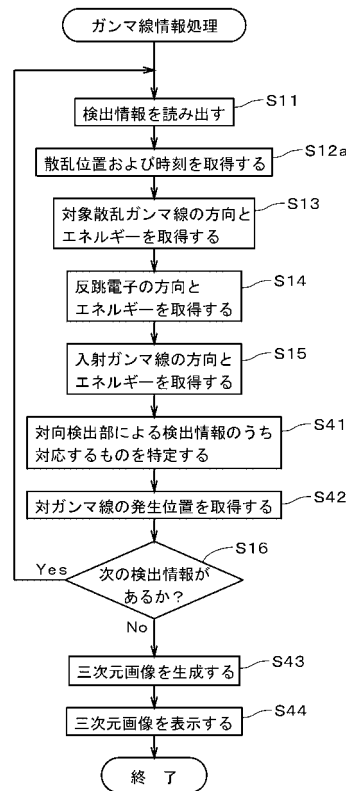 ガンマ線情報処理
検出情報を読み出す
S11
散乱位置および時刻を取得する
S12a
対象散乱ガンマ線の方向と
エネルギーを取得する
S13
反跳電子の方向と
エネルギーを取得する
S14
入射ガンマ線の方向と
エネルギーを取得する
S15
対向検出部による検出情報のうち
対応するものを特定する
S41
対ガンマ線の発生位置を取得する
S42
次の検出情報が
あるか?
S16
Yes
No
三次元画像を生成する
S43
三次元画像を表示する
S44
終 了